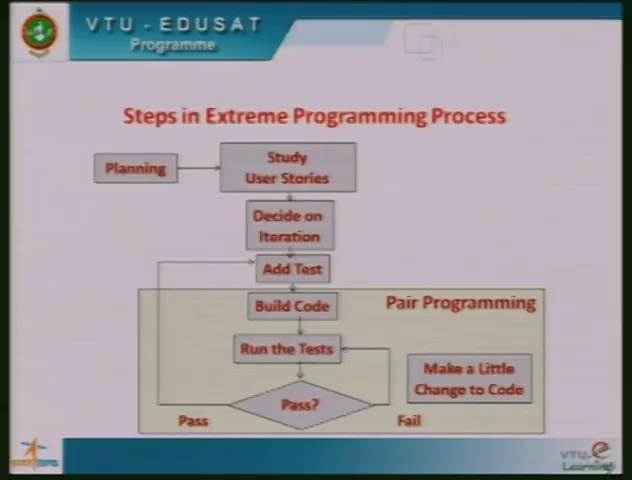 VTU - EDUSAT
Programme
Steps in Extreme Programming Process
Planning
Study
User Stories
Decide on
Iteration
Add Test
Build Code
Pair Programming
Run the Tests
Make a Little
Change to Code
Pass?
Pass
Fail
VTU
Learning